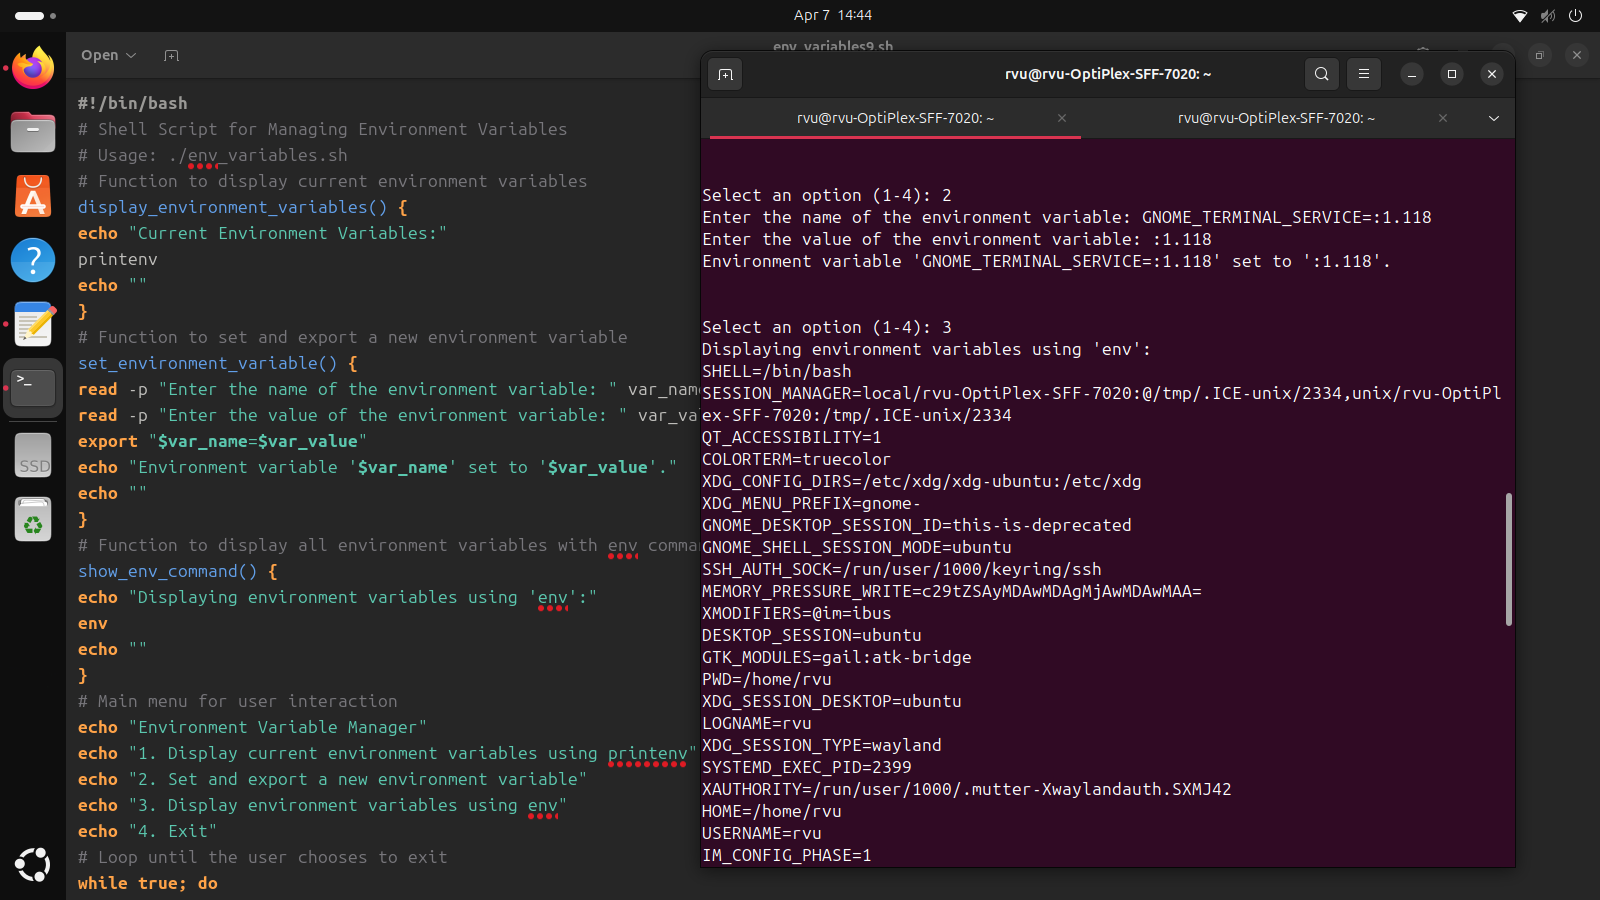 Apr 7 14:44
Open
env_variables9.sh
#!/bin/bash
# Shell Script for Managing Environment Variables
# Usage: ./env_variables.sh
# Function to display current environment variables
display_environment_variables() {
echo "Current Environment Variables:"
printenv
echo ""
}
# Function to set and export a new environment variable
set_environment_variable() {
read -p "Enter the name of the environment variable: " var_name
read -p "Enter the value of the environment variable: " var_va
export "$var_name=$var_value"
echo "Environment variable '$var_name' set to '$var_value'."
echo ""
}
# Function to display all environment variables with env comma
show_env_command() {
echo "Displaying environment variables using 'env':"
env
echo ""
}
# Main menu for user interaction
echo "Environment Variable Manager"
echo "1. Display current environment variables using printenv"
echo "2. Set and export a new environment variable"
echo "3. Display environment variables using env"
echo "4. Exit"
# Loop until the user chooses to exit
while true; do
rvu@rvu-OptiPlex-SFF-7020: ~
rvu@rvu-OptiPlex-SFF-7020: ~
rvu@rvu-OptiPlex-SFF-7020: ~
Select an option (1-4): 2
Enter the name of the environment variable: GNOME_TERMINAL_SERVICE=:1.118
Enter the value of the environment variable: :1.118
Environment variable 'GNOME_TERMINAL_SERVICE=:1.118' set to ':1.118'.
Select an option (1-4): 3
Displaying environment variables using 'env':
SHELL=/bin/bash
SESSION_MANAGER=local/rvu-OptiPlex-SFF-7020:@/tmp/.ICE-unix/2334,unix/rvu-OptiPl
ex-SFF-7020:/tmp/.ICE-unix/2334
QT_ACCESSIBILITY=1
COLORTERM=truecolor
XDG_CONFIG_DIRS=/etc/xdg/xdg-ubuntu:/etc/xdg
XDG_MENU_PREFIX=gnome-
GNOME_DESKTOP_SESSION_ID=this-is-deprecated
GNOME_SHELL_SESSION_MODE=ubuntu
SSH_AUTH_SOCK=/run/user/1000/keyring/ssh
MEMORY_PRESSURE_WRITE=c29tZSAyMDAwMDAgMjAwMDAwMAA=
XMODIFIERS=@im=ibus
DESKTOP_SESSION=ubuntu
GTK_MODULES=gail:atk-bridge
PWD=/home/rvu
XDG_SESSION_DESKTOP=ubuntu
LOGNAME=rvu
XDG_SESSION_TYPE=wayland
SYSTEMD_EXEC_PID=2399
XAUTHORITY=/run/user/1000/.mutter-Xwaylandauth.SXMJ42
HOME=/home/rvu
USERNAME=rvu
IM_CONFIG_PHASE=1
SSD